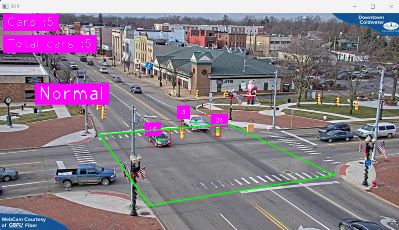 Cars :5
Total cars :5
Normal
Downtown
Coldwater
WebCam Courtesy
of CBPU Fiber